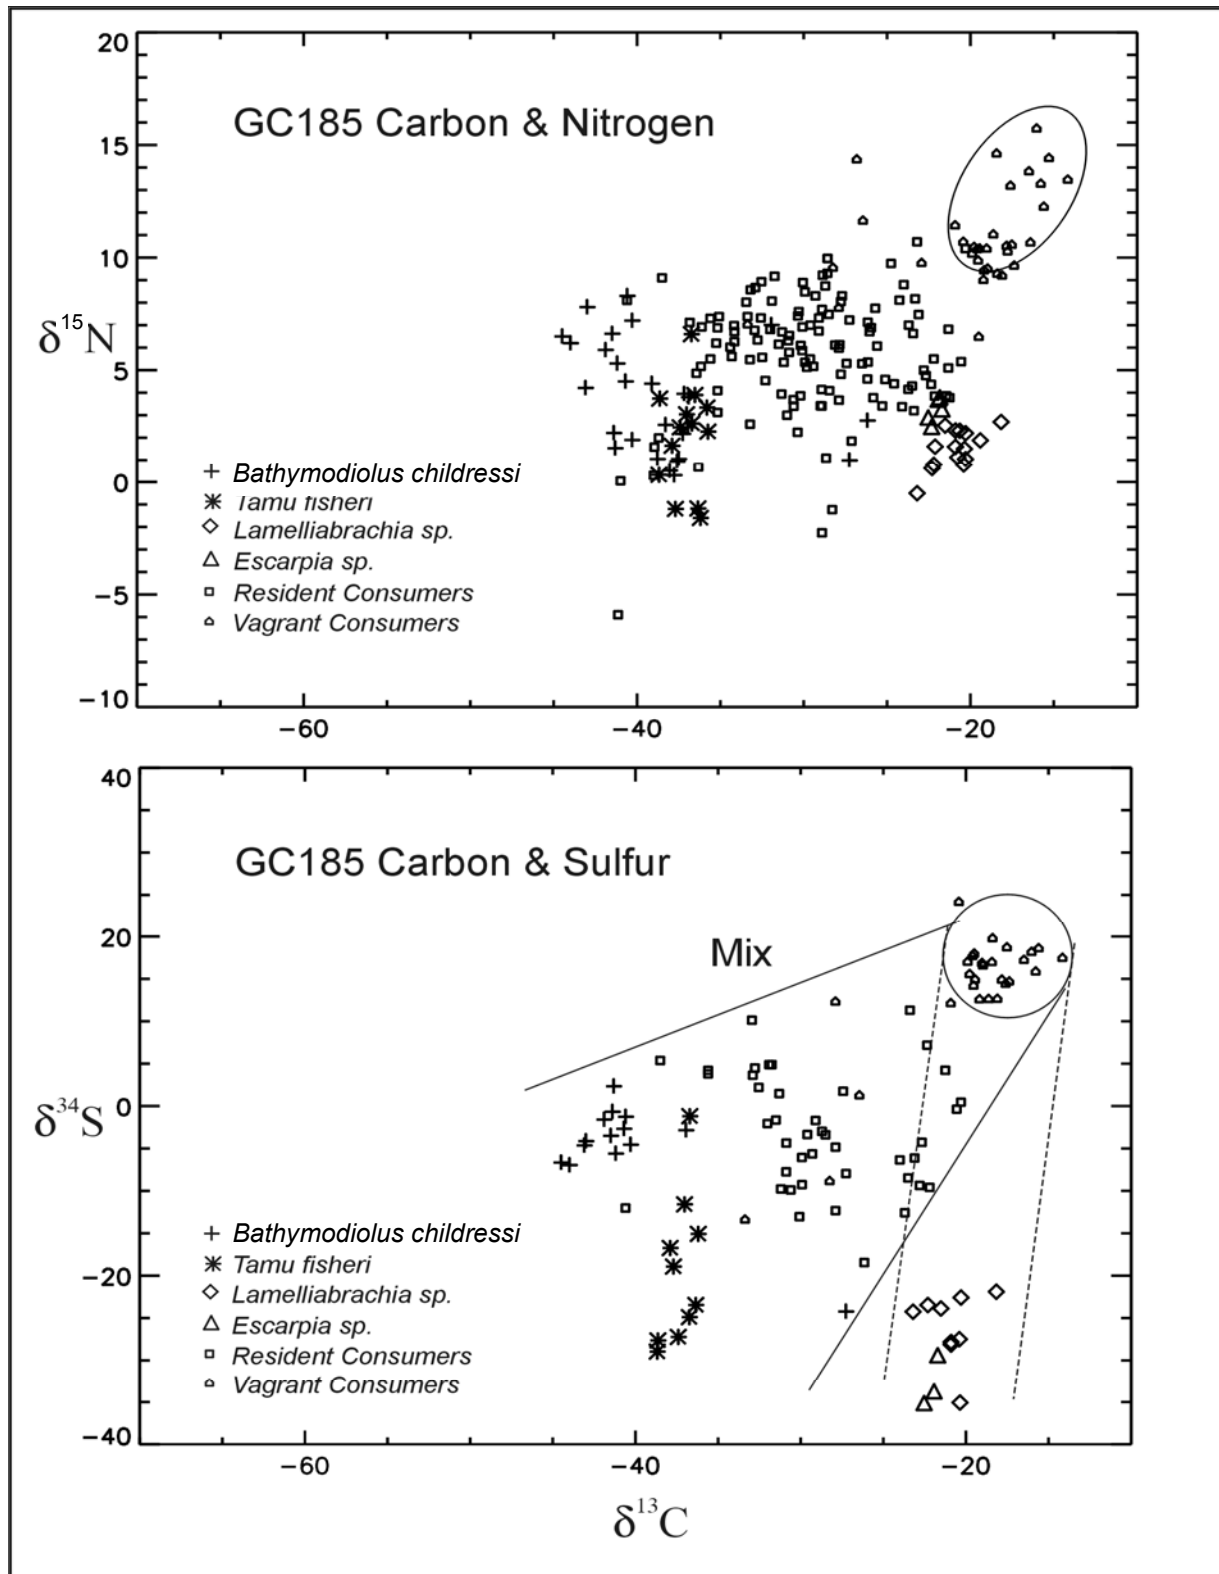 20
GC185 Carbon & Nitrogen
15
10
δ¹⁵N
5
Bathymodiolus childressi
0
Tamu fisheri
Lamelliabrachia sp.
Escarpia sp.
−5
Resident Consumers
Vagrant Consumers
−10
−60 −40 −20
40
GC185 Carbon & Sulfur
20
Mix
δ³⁴S 0
Bathymodiolus childressi
Tamu fisheri
−20
Lamelliabrachia sp.
Escarpia sp.
Resident Consumers
Vagrant Consumers
−40
−60 −40 −20
δ¹³C